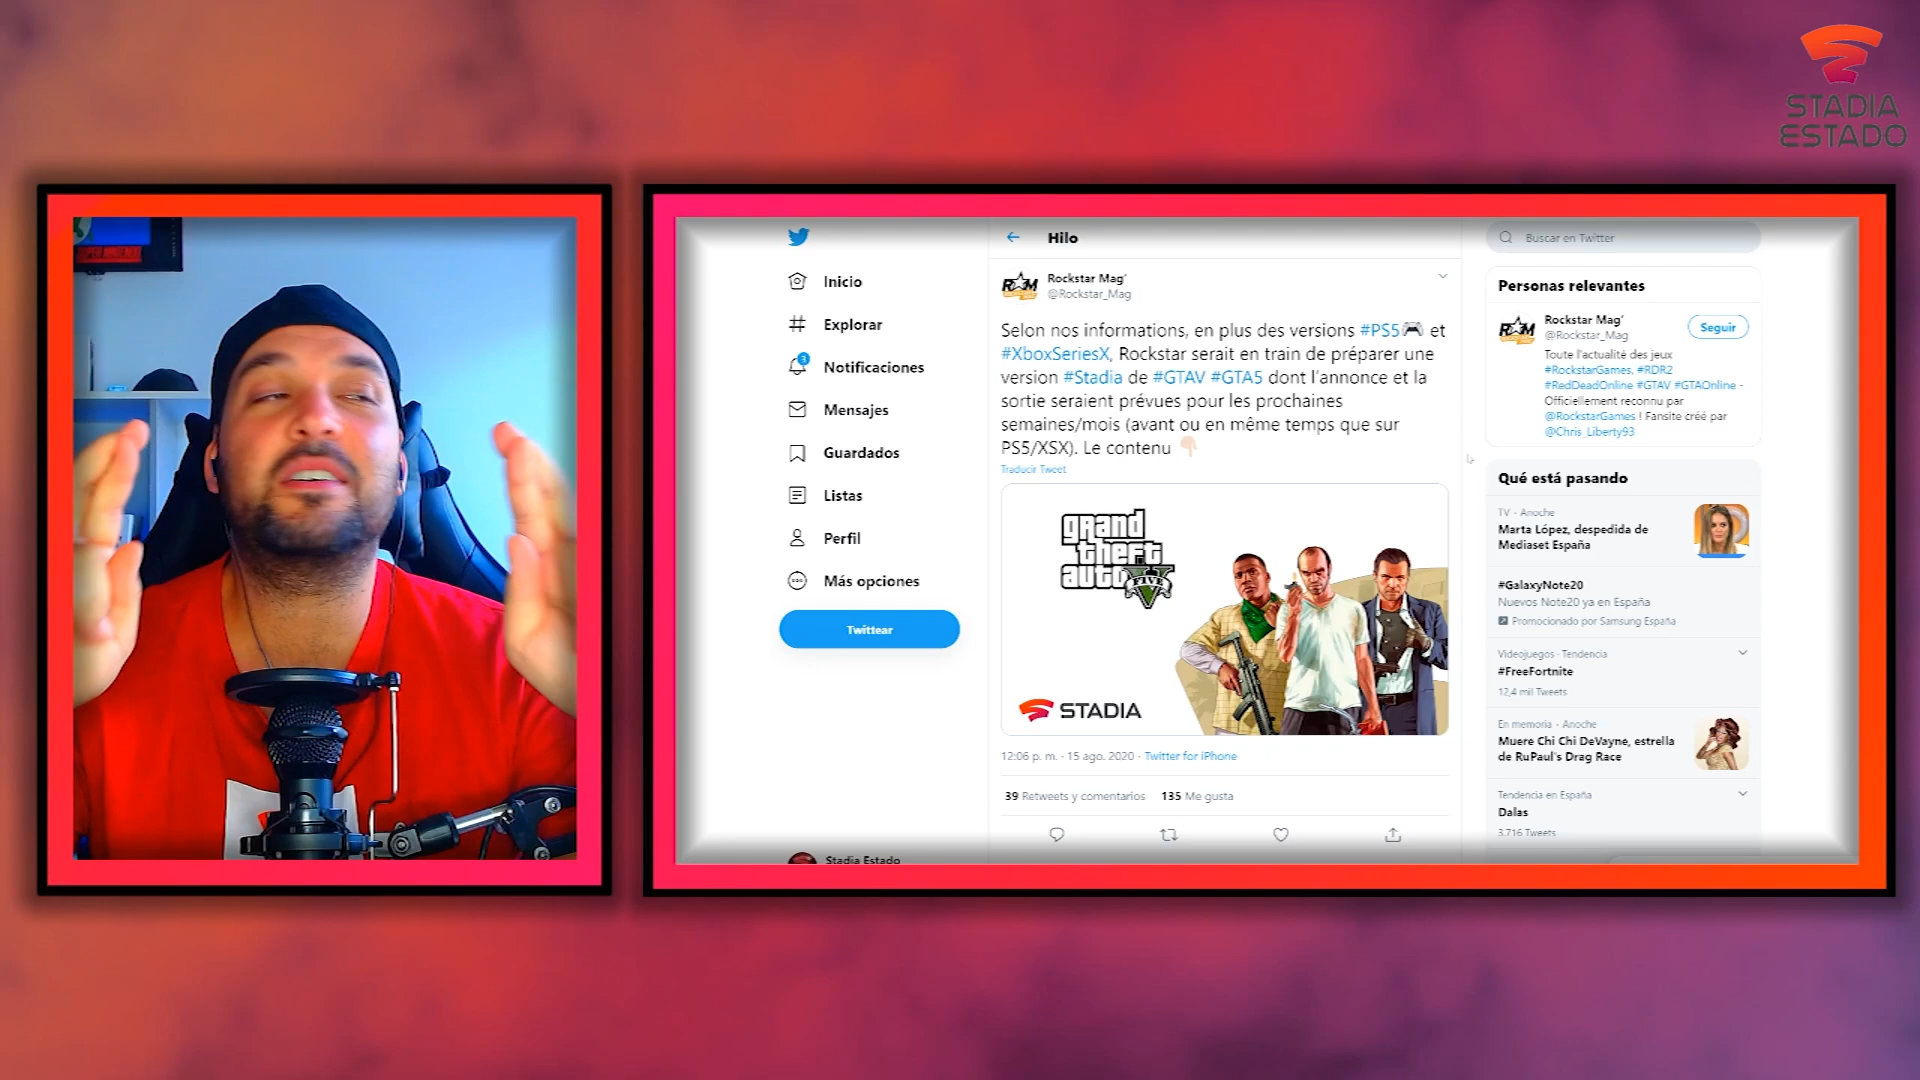 STADIA
ESTADO
Inicio
Explorar
3
Notificaciones
Mensajes
Guardados
Listas
Perfil
Más opciones
Twittear
Stadia Estado
Hilo
Rockstar Mag'
@Rockstar_Mag
Selon nos informations, en plus des versions #PS5🎮 et
#XboxSeriesX, Rockstar serait en train de préparer une
version #Stadia de #GTAV #GTA5 dont l'annonce et la
sortie seraient prévues pour les prochaines
semaines/mois (avant ou en même temps que sur
PS5/XSX). Le contenu 👇🏻
Traducir Tweet
grand
theft
auto
V
FIVE
STADIA
12:06 p. m. · 15 ago. 2020 · Twitter for iPhone
39 Retweets y comentarios 135 Me gusta
Buscar en Twitter
Personas relevantes
Rockstar Mag'
@Rockstar_Mag
Seguir
Toute l'actualité des jeux
#RockstarGames, #RDR2
#RedDeadOnline #GTAV #GTAOnline -
Officiellement reconnu par
@RockstarGames ! Fansite créé par
@Chris_Liberty93
Qué está pasando
TV · Anoche
Marta López, despedida de
Mediaset España
#GalaxyNote20
Nuevos Note20 ya en España
Promocionado por Samsung España
Videojuegos · Tendencia
#FreeFortnite
12,4 mil Tweets
En memoria · Anoche
Muere Chi Chi DeVayne, estrella
de RuPaul's Drag Race
Tendencia en España
Dalas
3.716 Tweets